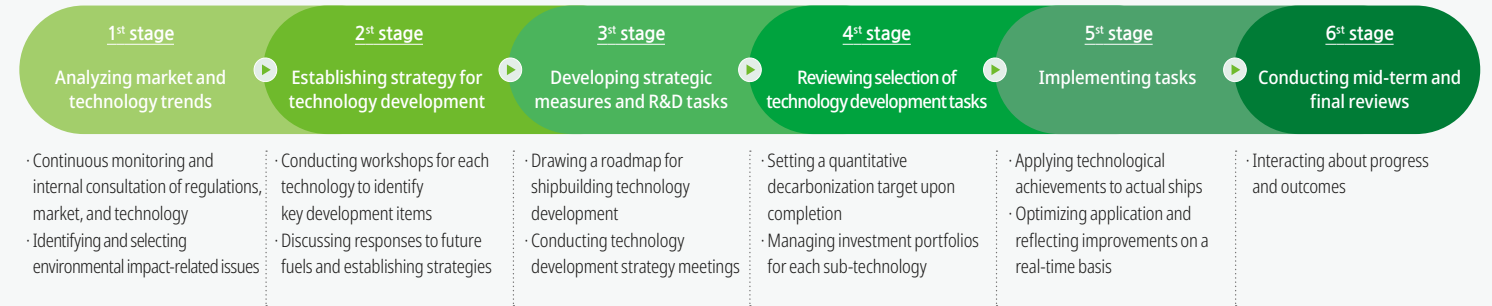 1st stage
Analyzing market and
technology trends
· Continuous monitoring and
internal consultation of regulations,
market, and technology
· Identifying and selecting
environmental impact-related issues
2st stage
Establishing strategy for
technology development
· Conducting workshops for each
technology to identify
key development items
· Discussing responses to future
fuels and establishing strategies
3st stage
Developing strategic
measures and R&D tasks
· Drawing a roadmap for
shipbuilding technology
development
· Conducting technology
development strategy meetings
4st stage
Reviewing selection of
technology development tasks
· Setting a quantitative
decarbonization target upon
completion
· Managing investment portfolios
for each sub-technology
5st stage
Implementing tasks
· Applying technological
achievements to actual ships
· Optimizing application and
reflecting improvements on a
real-time basis
6st stage
Conducting mid-term and
final reviews
· Interacting about progress
and outcomes